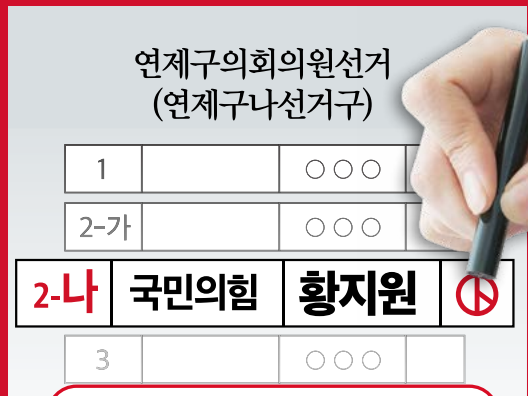 연제구의회의원선거
(연제구나선거구)
1 ○○○
2-가 ○○○
2-나 국민의힘 황지원
3 ○○○